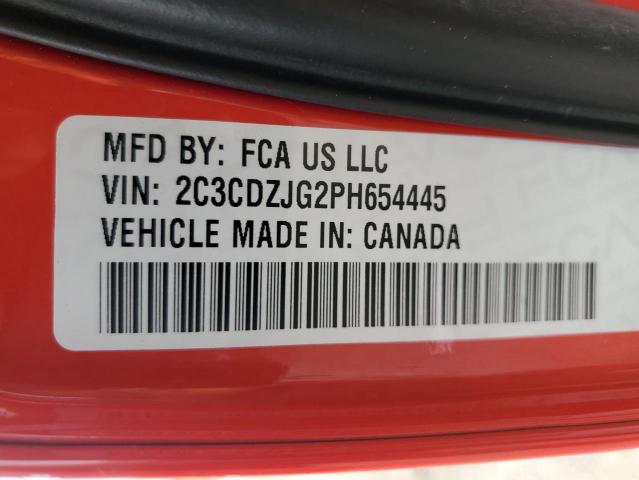 MFD BY: FCA US LLC
VIN: 2C3CDZJG2PH654445
VEHICLE MADE IN: CANADA